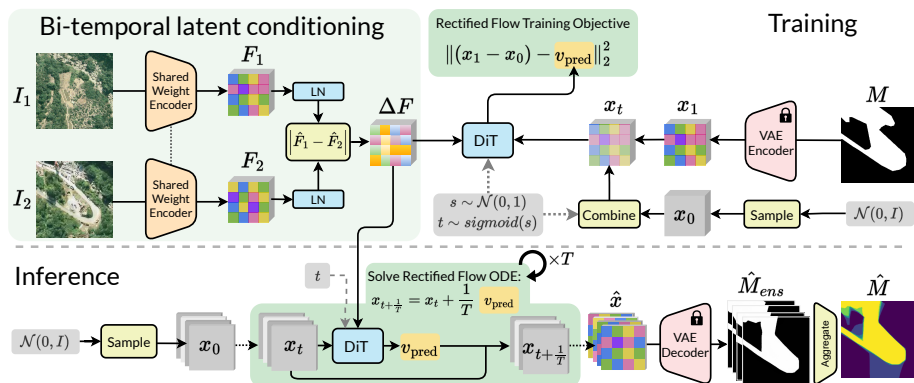 Bi-temporal latent conditioning
Rectified Flow Training Objective
Training
‖(x₁ − x₀) − v_pred‖₂²
I₁
Shared
Weight
Encoder
F₁
LN
ΔF
|F̂₁ − F̂₂|
DiT
x_t
x₁
VAE
Encoder
M
I₂
Shared
Weight
Encoder
F₂
LN
s ∼ 𝒩(0, 1)
t ∼ sigmoid(s)
Combine
x₀
Sample
𝒩(0, I)
Inference
t
Solve Rectified Flow ODE:
×T
x_{t+1/T} = x_t + 1/T v_pred
𝒩(0, I)
Sample
x₀
x_t
DiT
v_pred
x_{t+1/T}
x̂
VAE
Decoder
M̂_ens
Aggregate
M̂